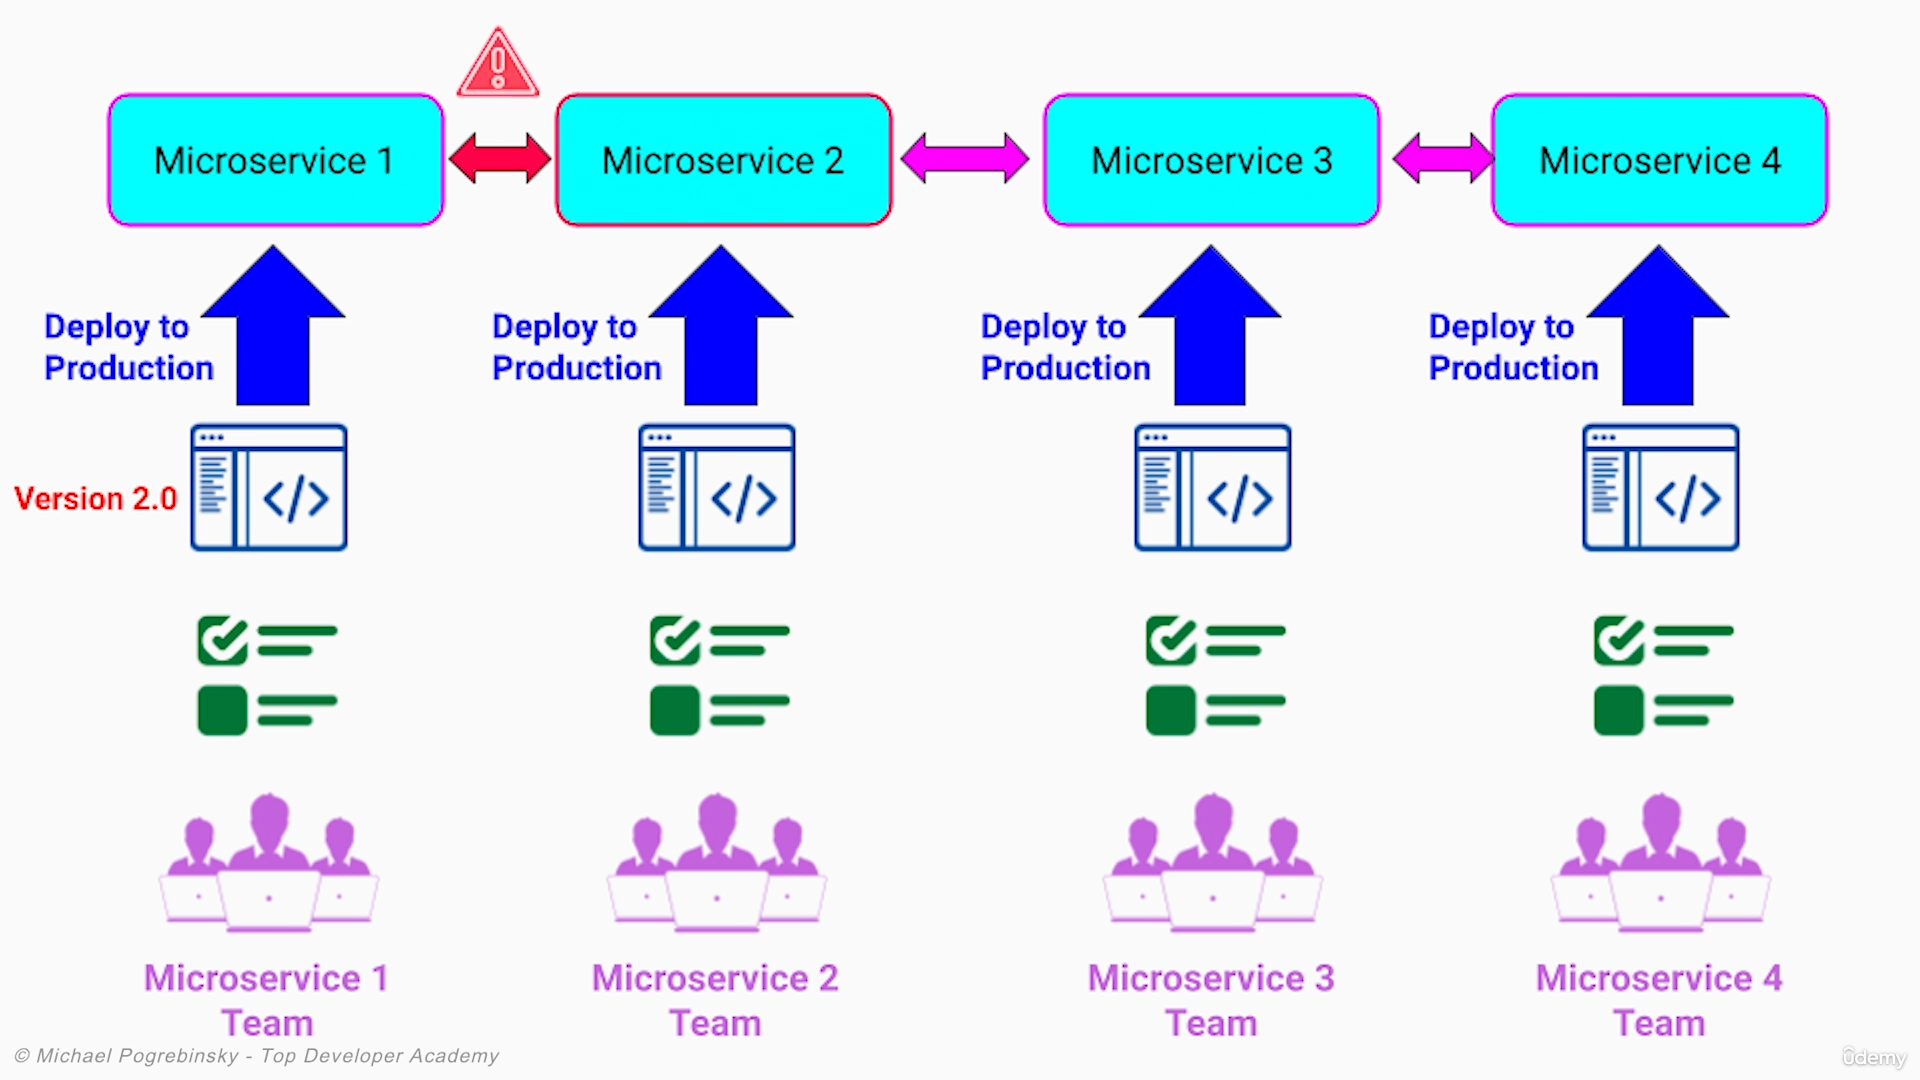 Microservice 1
Microservice 2
Microservice 3
Microservice 4
Deploy to
Production
Deploy to
Production
Deploy to
Production
Deploy to
Production
Version 2.0
</>
</>
</>
</>
Microservice 1
Team
Microservice 2
Team
Microservice 3
Team
Microservice 4
Team
© Michael Pogrebinsky - Top Developer Academy
ûdemy